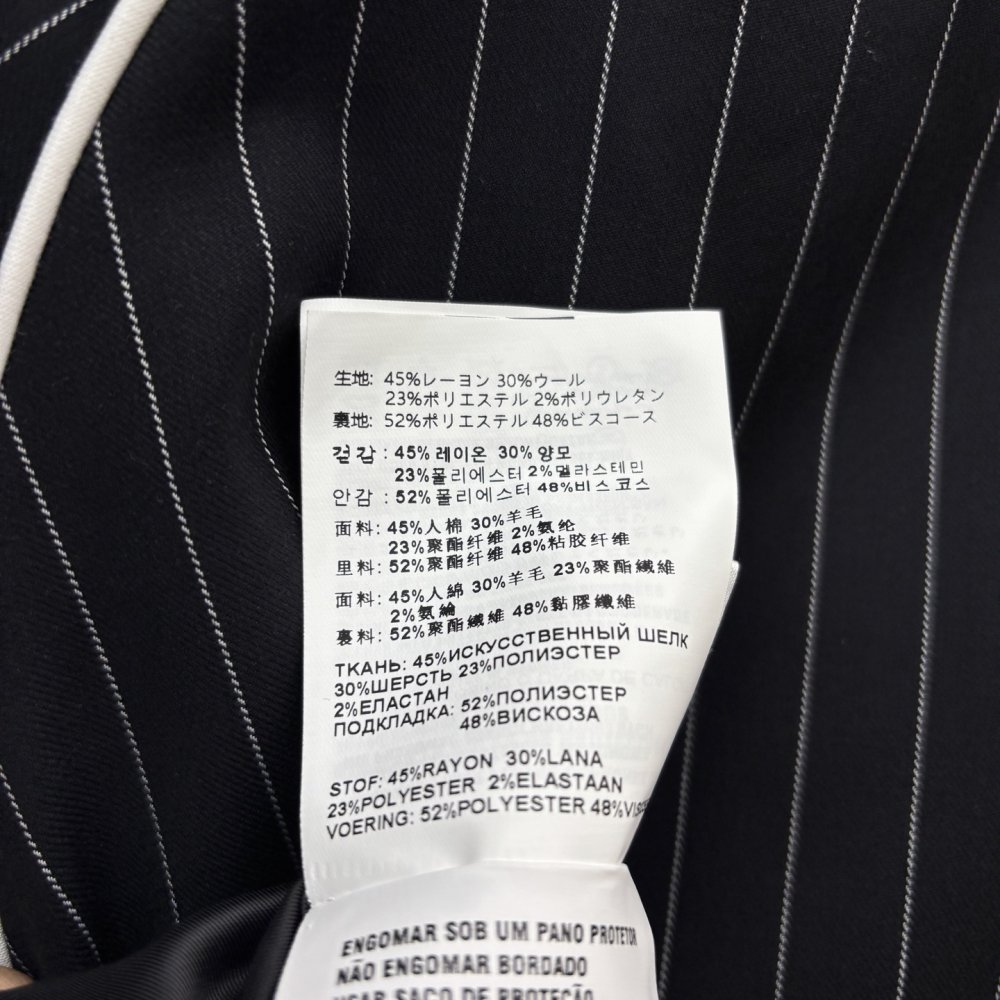 生地: 45%レーヨン 30%ウール
23%ポリエステル 2%ポリウレタン
裏地: 52%ポリエステル 48%ビスコース
겉감 : 45% 레이온 30%양모
23%폴리에스터 2%엘라스테인
안감 : 52%폴리에스터 48%비스코스
面料: 45%人棉 30%羊毛
23%聚酯纤维 2%氨纶
里料: 52%聚酯纤维 48%粘胶纤维
面料: 45%人綿 30%羊毛 23%聚酯纖維
2%氨綸
裏料: 52%聚酯纖維 48%黏膠纖維
ТКАНЬ: 45%ИСКУССТВЕННЫЙ ШЕЛК
30%ШЕРСТЬ 23%ПОЛИЭСТЕР
2%ЕЛАСТАН
ПОДКЛАДКА: 52%ПОЛИЭСТЕР
48%ВИСКОЗА
STOF: 45%RAYON 30%LANA
23%POLYESTER 2%ELASTAAN
VOERING: 52%POLYESTER 48%
ENGOMAR SOB UM PANO PROTETOR
NÃO ENGOMAR BORDADO
USAR SACO DE PROTEÇÃO